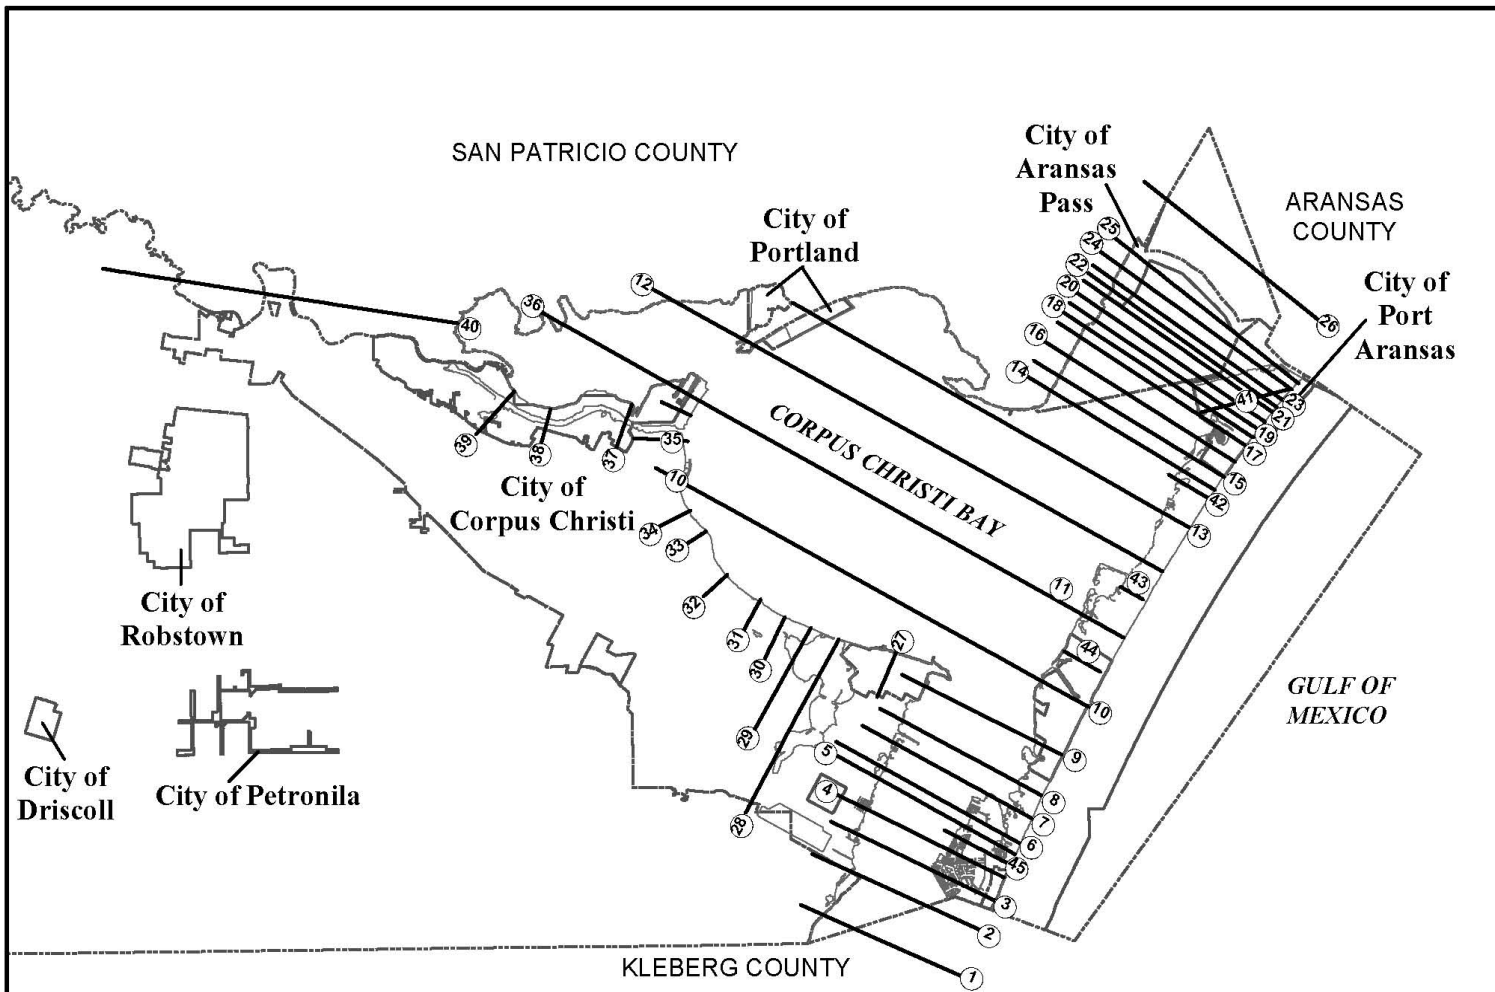 City of
Aransas
Pass
SAN PATRICIO COUNTY
ARANSAS
COUNTY
City of
Portland
City of
Port
Aransas
25
24
22
20
18
16
14
12
36
40
26
41
23
21
19
17
15
42
13
39
38
37
35
10
34
33
32
31
30
29
28
27
CORPUS CHRISTI BAY
City of
Corpus Christi
11
43
44
City of
Robstown
GULF OF
MEXICO
10
9
8
7
6
5
4
45
3
2
1
City of
Driscoll
City of Petronila
KLEBERG COUNTY